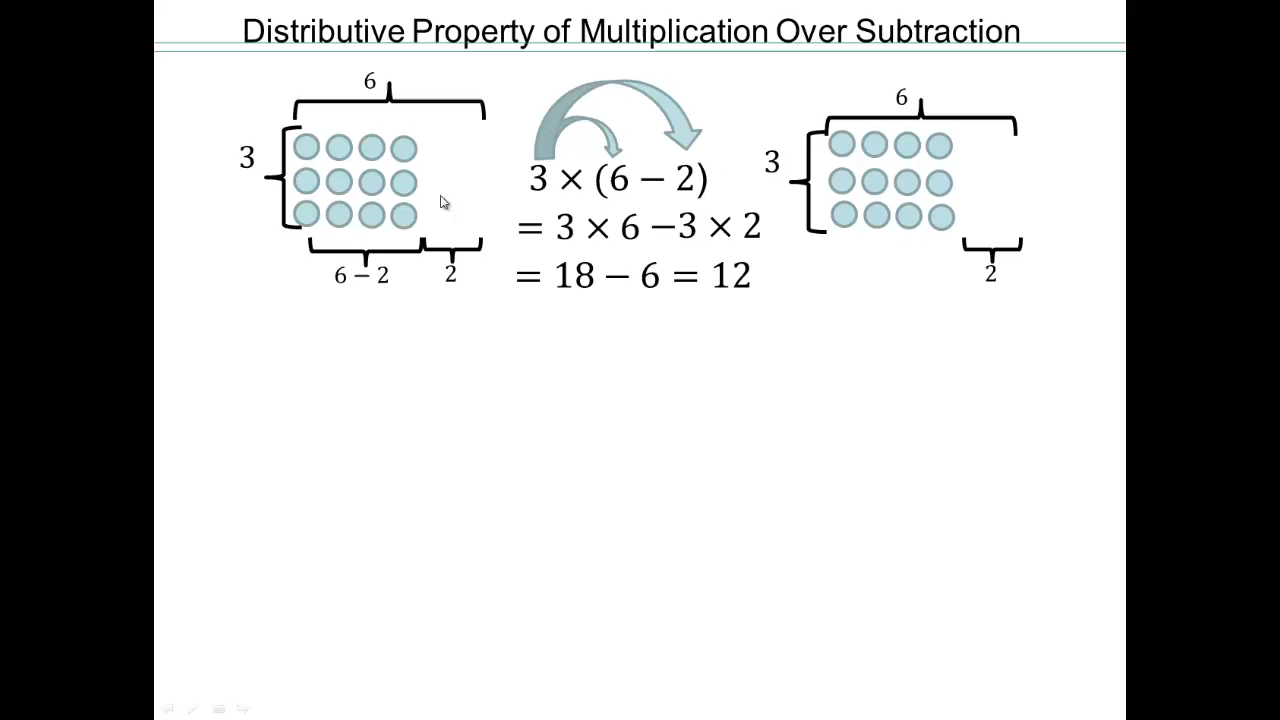 Distributive Property of Multiplication Over Subtraction
6
3
6 − 2
2
3 × (6 − 2)
= 3 × 6 −3 × 2
= 18 − 6 = 12
6
3
2